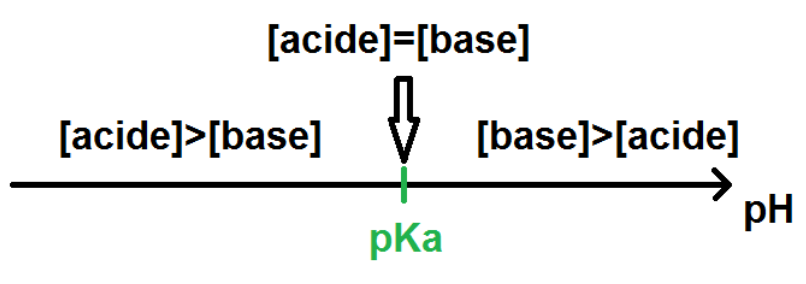 [acide]=[base]
[acide]>[base]
[base]>[acide]
pH
pKa